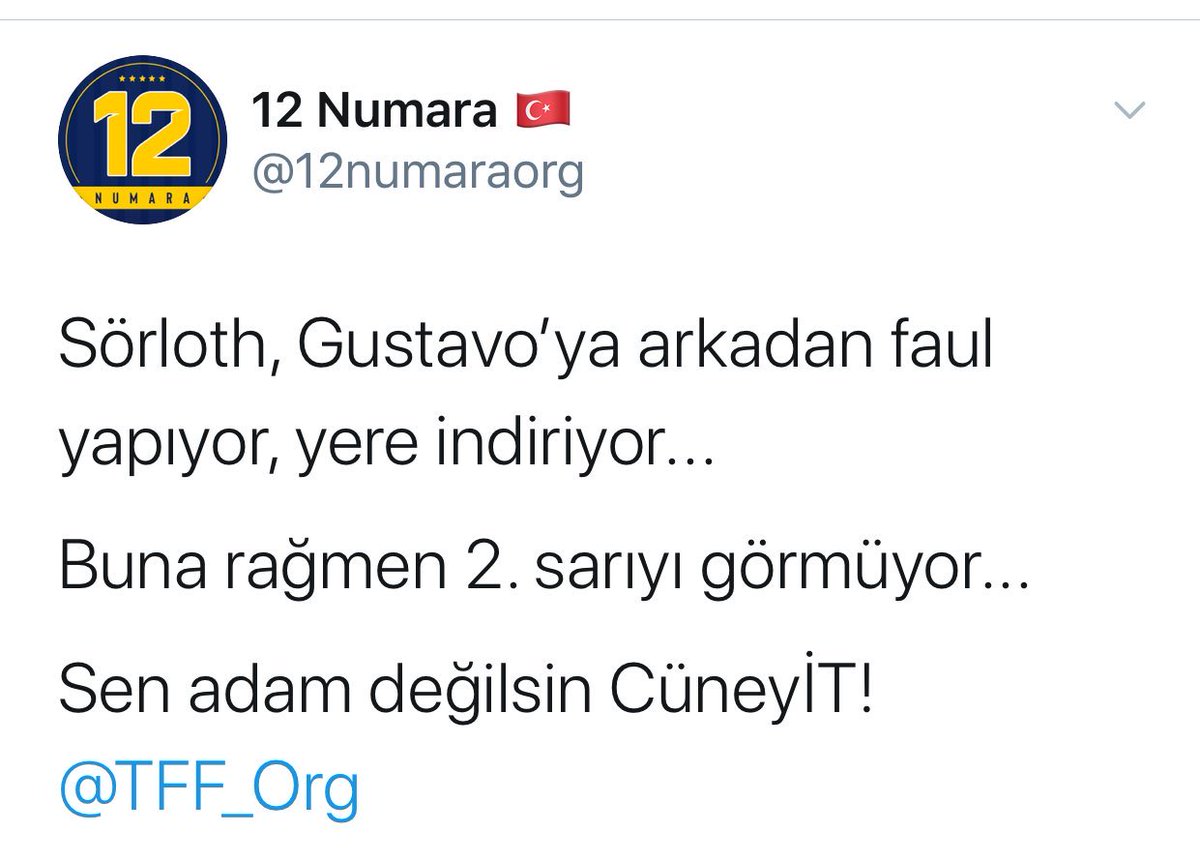 12
NUMARA
12 Numara 🇹🇷
@12numaraorg
Sörloth, Gustavo’ya arkadan faul
yapıyor, yere indiriyor...
Buna rağmen 2. sarıyı görmüyor...
Sen adam değilsin CüneyİT!
@TFF_Org